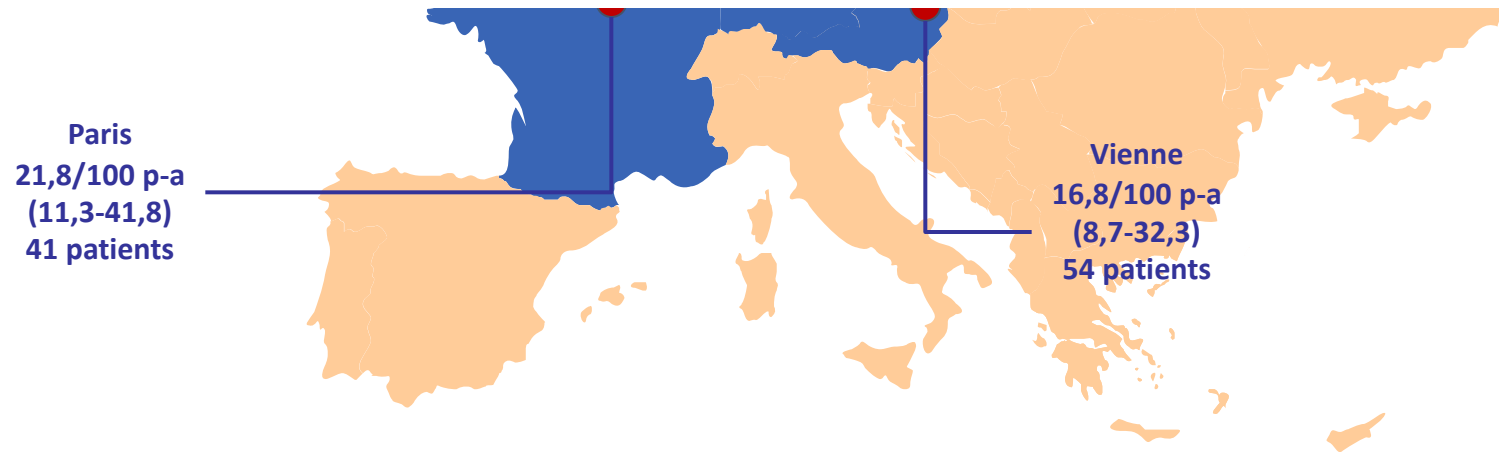 Paris
21,8/100 p-a
(11,3-41,8)
41 patients
Vienne
16,8/100 p-a
(8,7-32,3)
54 patients